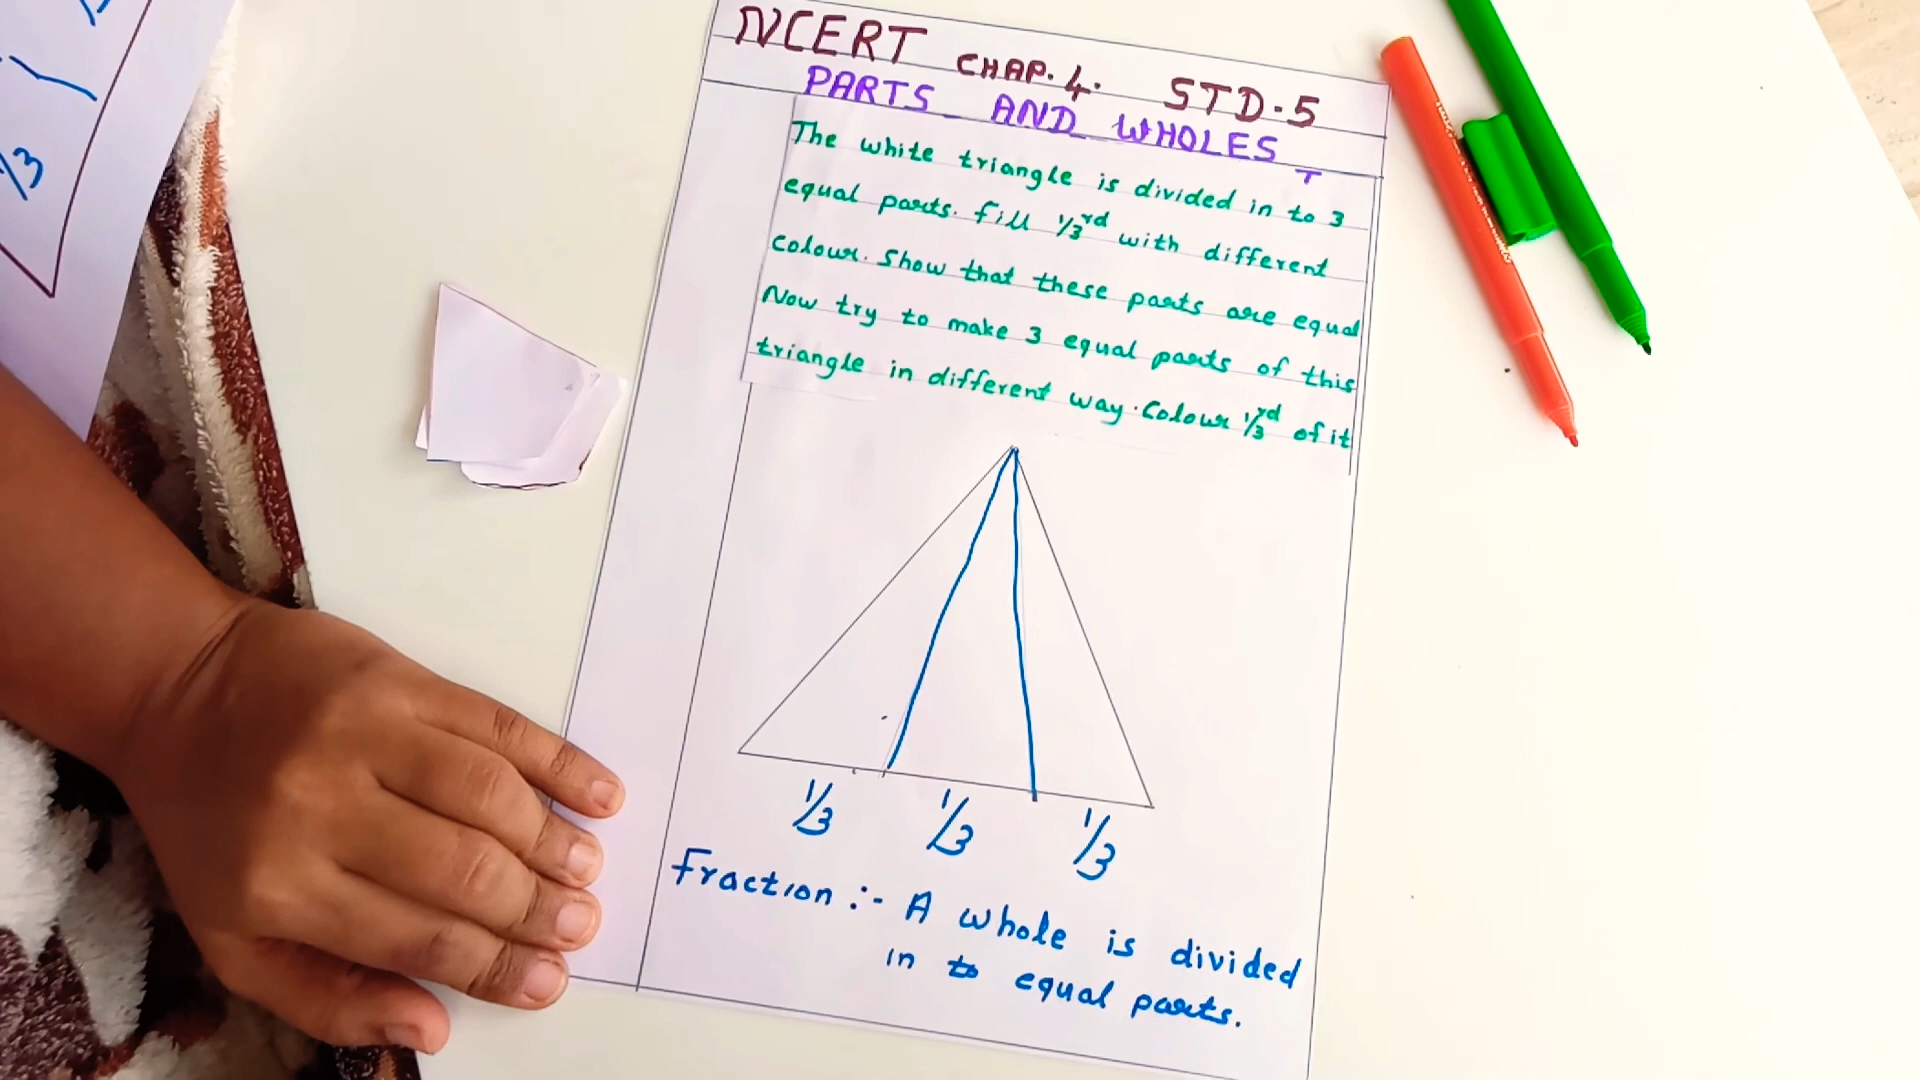 NCERT CHAP.4. STD-5
PARTS AND WHOLES
The white triangle is divided in to 3
equal parts. fill 1/3rd with different
colour. Show that these parts are equal
Now try to make 3 equal parts of this
triangle in different way. Colour 1/3rd of it
1/3 1/3 1/3
Fraction :- A whole is divided
in to equal parts.
/3